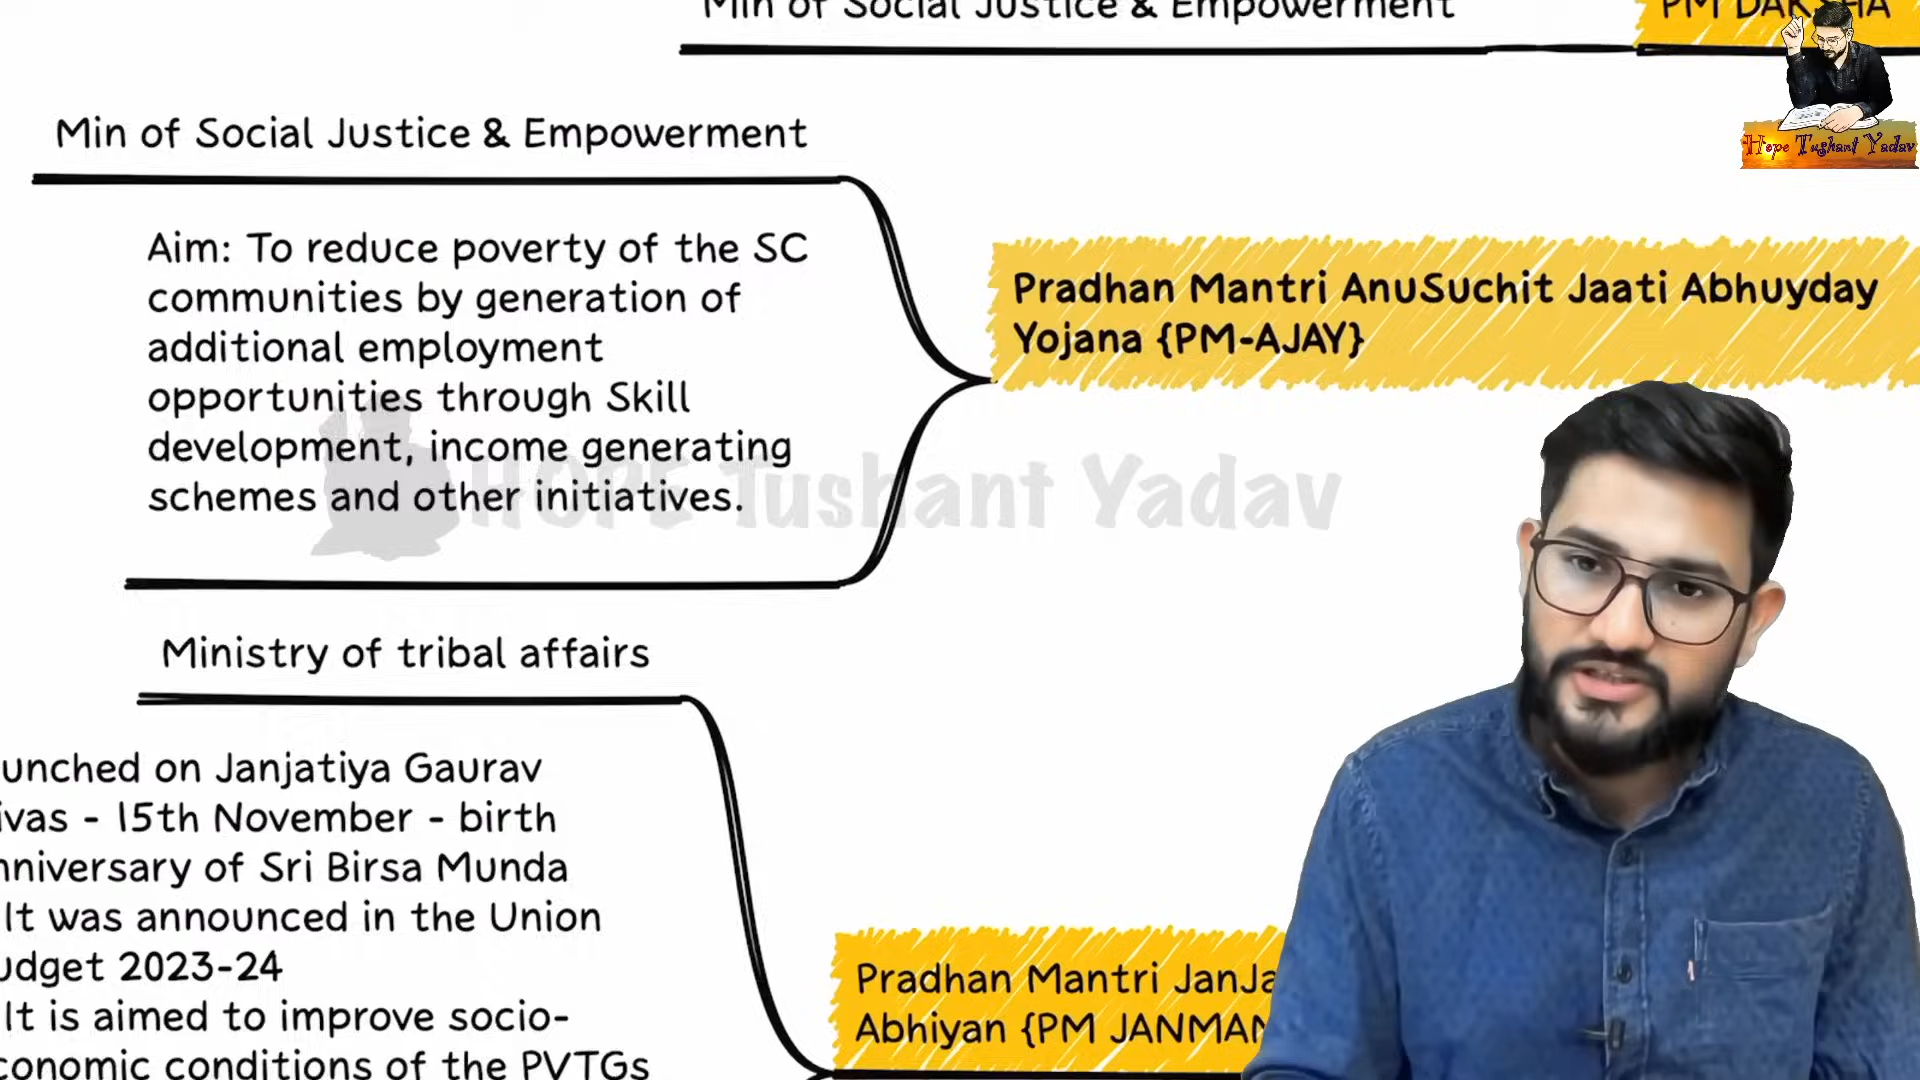 Min of Social Justice & Empowerment
PM DAKSHA
Hope Tushant Yadav
Min of Social Justice & Empowerment
Aim: To reduce poverty of the SC
communities by generation of
additional employment
opportunities through Skill
development, income generating
schemes and other initiatives.
Pradhan Mantri AnuSuchit Jaati Abhuyday
Yojana {PM-AJAY}
HOPE Tushant Yadav
Ministry of tribal affairs
unched on Janjatiya Gaurav
ivas - 15th November - birth
nniversary of Sri Birsa Munda
It was announced in the Union
udget 2023-24
It is aimed to improve socio-
conomic conditions of the PVTGs
Pradhan Mantri JanJa
Abhiyan {PM JANMAN